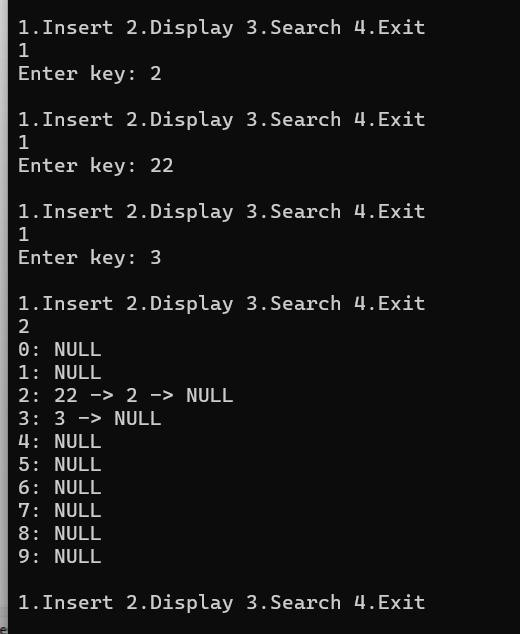 1.Insert 2.Display 3.Search 4.Exit
1
Enter key: 2
1.Insert 2.Display 3.Search 4.Exit
1
Enter key: 22
1.Insert 2.Display 3.Search 4.Exit
1
Enter key: 3
1.Insert 2.Display 3.Search 4.Exit
2
0: NULL
1: NULL
2: 22 -> 2 -> NULL
3: 3 -> NULL
4: NULL
5: NULL
6: NULL
7: NULL
8: NULL
9: NULL
1.Insert 2.Display 3.Search 4.Exit